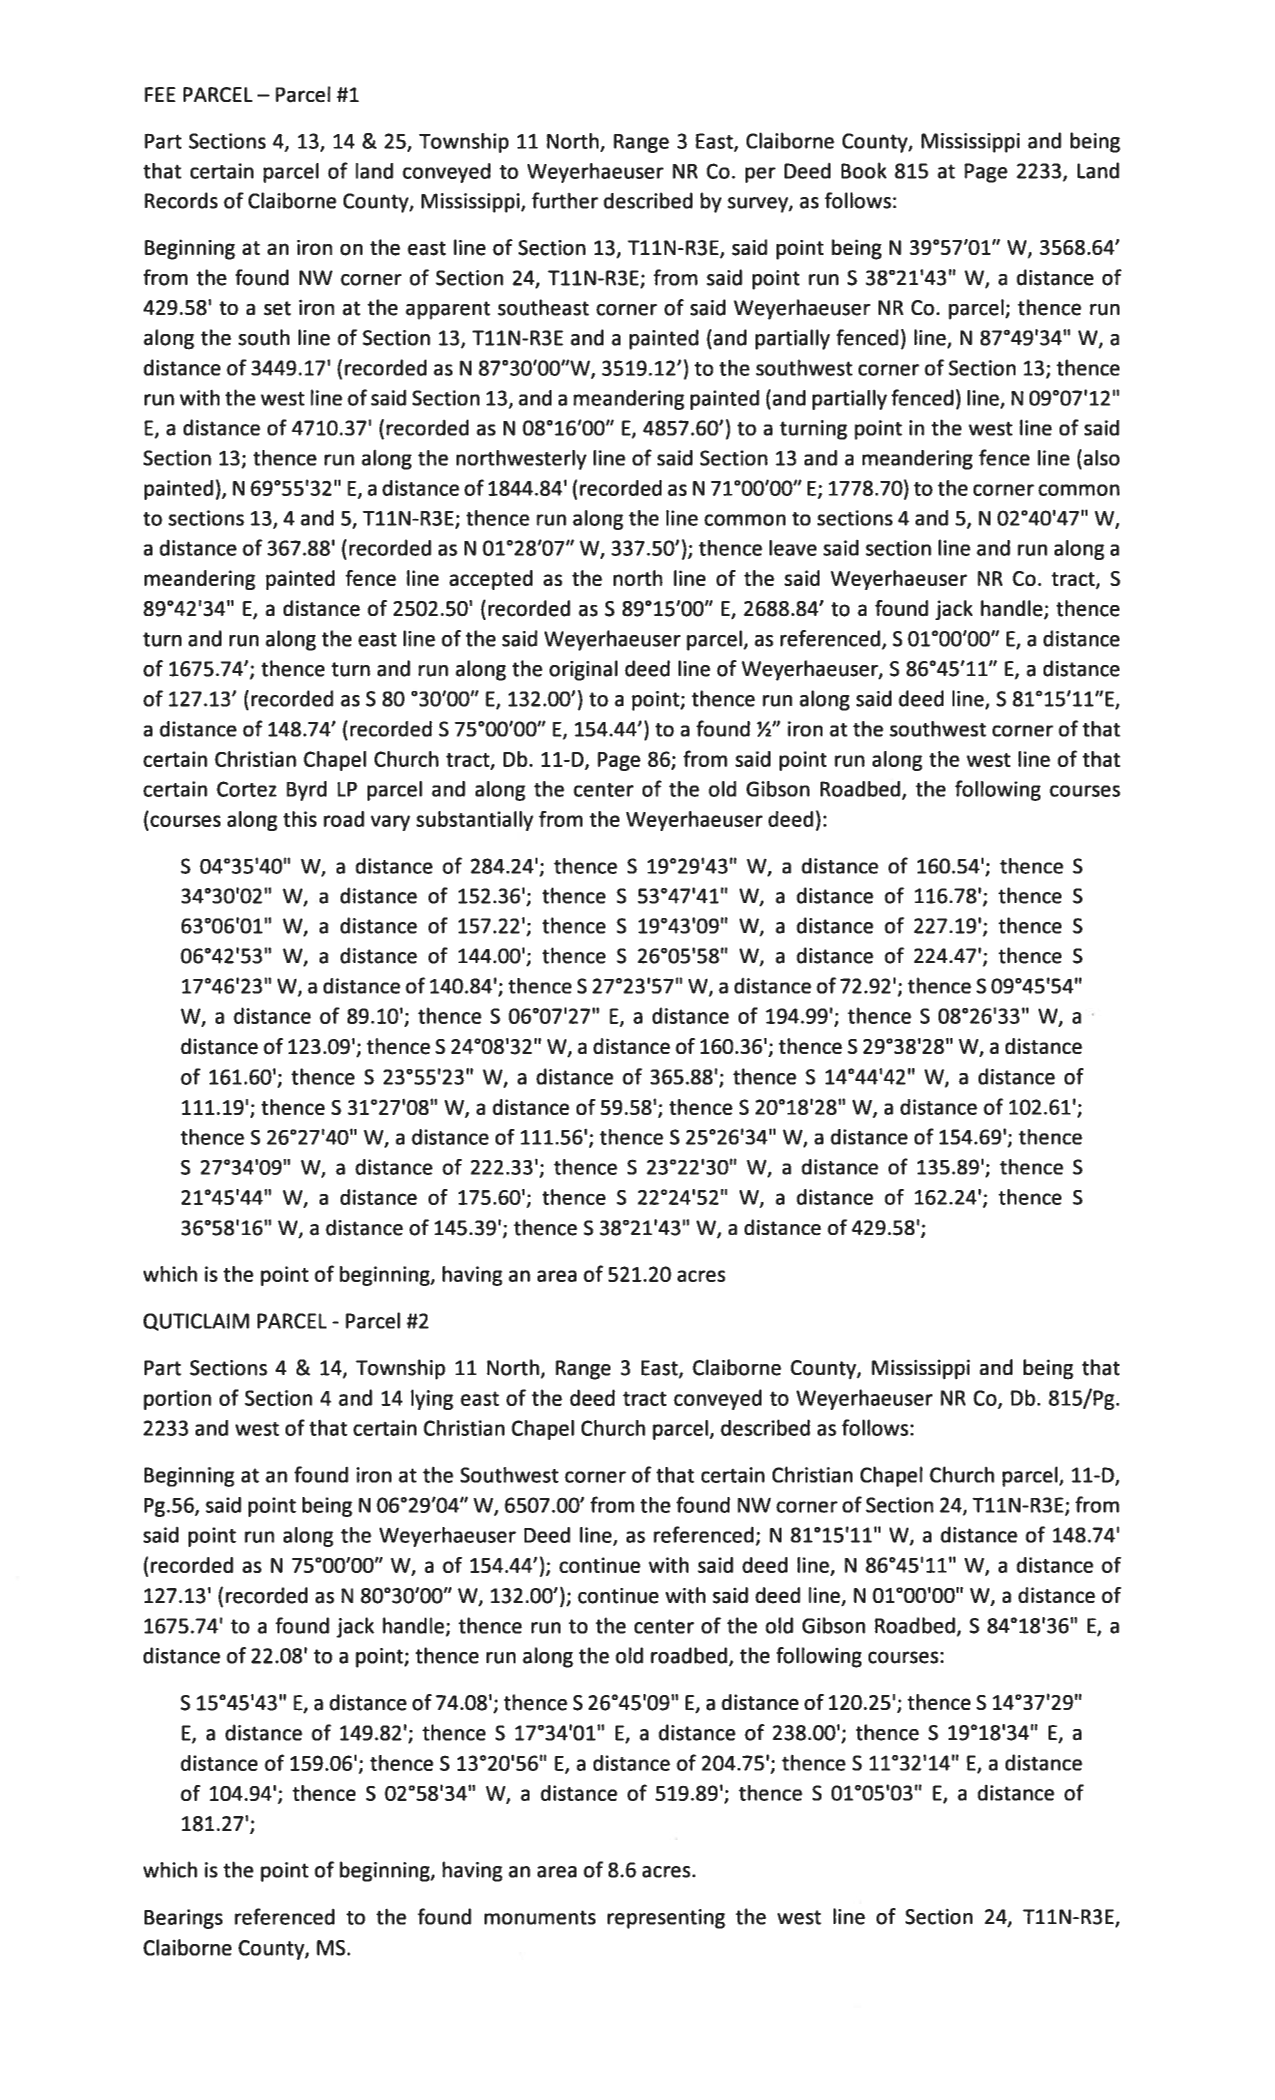 FEE PARCEL – Parcel #1
Part Sections 4, 13, 14 & 25, Township 11 North, Range 3 East, Claiborne County, Mississippi and being
that certain parcel of land conveyed to Weyerhaeuser NR Co. per Deed Book 815 at Page 2233, Land
Records of Claiborne County, Mississippi, further described by survey, as follows:
Beginning at an iron on the east line of Section 13, T11N-R3E, said point being N 39°57’01” W, 3568.64’
from the found NW corner of Section 24, T11N-R3E; from said point run S 38°21'43" W, a distance of
429.58' to a set iron at the apparent southeast corner of said Weyerhaeuser NR Co. parcel; thence run
along the south line of Section 13, T11N-R3E and a painted (and partially fenced) line, N 87°49'34" W, a
distance of 3449.17' (recorded as N 87°30’00”W, 3519.12’) to the southwest corner of Section 13; thence
run with the west line of said Section 13, and a meandering painted (and partially fenced) line, N 09°07'12"
E, a distance of 4710.37' (recorded as N 08°16’00” E, 4857.60’) to a turning point in the west line of said
Section 13; thence run along the northwesterly line of said Section 13 and a meandering fence line (also
painted), N 69°55'32" E, a distance of 1844.84' (recorded as N 71°00’00” E; 1778.70) to the corner common
to sections 13, 4 and 5, T11N-R3E; thence run along the line common to sections 4 and 5, N 02°40'47" W,
a distance of 367.88' (recorded as N 01°28’07” W, 337.50’); thence leave said section line and run along a
meandering painted fence line accepted as the north line of the said Weyerhaeuser NR Co. tract, S
89°42'34" E, a distance of 2502.50' (recorded as S 89°15’00” E, 2688.84’ to a found jack handle; thence
turn and run along the east line of the said Weyerhaeuser parcel, as referenced, S 01°00’00” E, a distance
of 1675.74’; thence turn and run along the original deed line of Weyerhaeuser, S 86°45’11” E, a distance
of 127.13’ (recorded as S 80 °30’00” E, 132.00’) to a point; thence run along said deed line, S 81°15’11”E,
a distance of 148.74’ (recorded S 75°00’00” E, 154.44’) to a found ½” iron at the southwest corner of that
certain Christian Chapel Church tract, Db. 11-D, Page 86; from said point run along the west line of that
certain Cortez Byrd LP parcel and along the center of the old Gibson Roadbed, the following courses
(courses along this road vary substantially from the Weyerhaeuser deed):
S 04°35'40" W, a distance of 284.24'; thence S 19°29'43" W, a distance of 160.54'; thence S
34°30'02" W, a distance of 152.36'; thence S 53°47'41" W, a distance of 116.78'; thence S
63°06'01" W, a distance of 157.22'; thence S 19°43'09" W, a distance of 227.19'; thence S
06°42'53" W, a distance of 144.00'; thence S 26°05'58" W, a distance of 224.47'; thence S
17°46'23" W, a distance of 140.84'; thence S 27°23'57" W, a distance of 72.92'; thence S 09°45'54"
W, a distance of 89.10'; thence S 06°07'27" E, a distance of 194.99'; thence S 08°26'33" W, a
distance of 123.09'; thence S 24°08'32" W, a distance of 160.36'; thence S 29°38'28" W, a distance
of 161.60'; thence S 23°55'23" W, a distance of 365.88'; thence S 14°44'42" W, a distance of
111.19'; thence S 31°27'08" W, a distance of 59.58'; thence S 20°18'28" W, a distance of 102.61';
thence S 26°27'40" W, a distance of 111.56'; thence S 25°26'34" W, a distance of 154.69'; thence
S 27°34'09" W, a distance of 222.33'; thence S 23°22'30" W, a distance of 135.89'; thence S
21°45'44" W, a distance of 175.60'; thence S 22°24'52" W, a distance of 162.24'; thence S
36°58'16" W, a distance of 145.39'; thence S 38°21'43" W, a distance of 429.58';
which is the point of beginning, having an area of 521.20 acres
QUTICLAIM PARCEL - Parcel #2
Part Sections 4 & 14, Township 11 North, Range 3 East, Claiborne County, Mississippi and being that
portion of Section 4 and 14 lying east of the deed tract conveyed to Weyerhaeuser NR Co, Db. 815/Pg.
2233 and west of that certain Christian Chapel Church parcel, described as follows:
Beginning at an found iron at the Southwest corner of that certain Christian Chapel Church parcel, 11-D,
Pg.56, said point being N 06°29’04” W, 6507.00’ from the found NW corner of Section 24, T11N-R3E; from
said point run along the Weyerhaeuser Deed line, as referenced; N 81°15'11" W, a distance of 148.74'
(recorded as N 75°00’00” W, a of 154.44’); continue with said deed line, N 86°45'11" W, a distance of
127.13' (recorded as N 80°30’00” W, 132.00’); continue with said deed line, N 01°00'00" W, a distance of
1675.74' to a found jack handle; thence run to the center of the old Gibson Roadbed, S 84°18'36" E, a
distance of 22.08' to a point; thence run along the old roadbed, the following courses:
S 15°45'43" E, a distance of 74.08'; thence S 26°45'09" E, a distance of 120.25'; thence S 14°37'29"
E, a distance of 149.82'; thence S 17°34'01" E, a distance of 238.00'; thence S 19°18'34" E, a
distance of 159.06'; thence S 13°20'56" E, a distance of 204.75'; thence S 11°32'14" E, a distance
of 104.94'; thence S 02°58'34" W, a distance of 519.89'; thence S 01°05'03" E, a distance of
181.27';
which is the point of beginning, having an area of 8.6 acres.
Bearings referenced to the found monuments representing the west line of Section 24, T11N-R3E,
Claiborne County, MS.